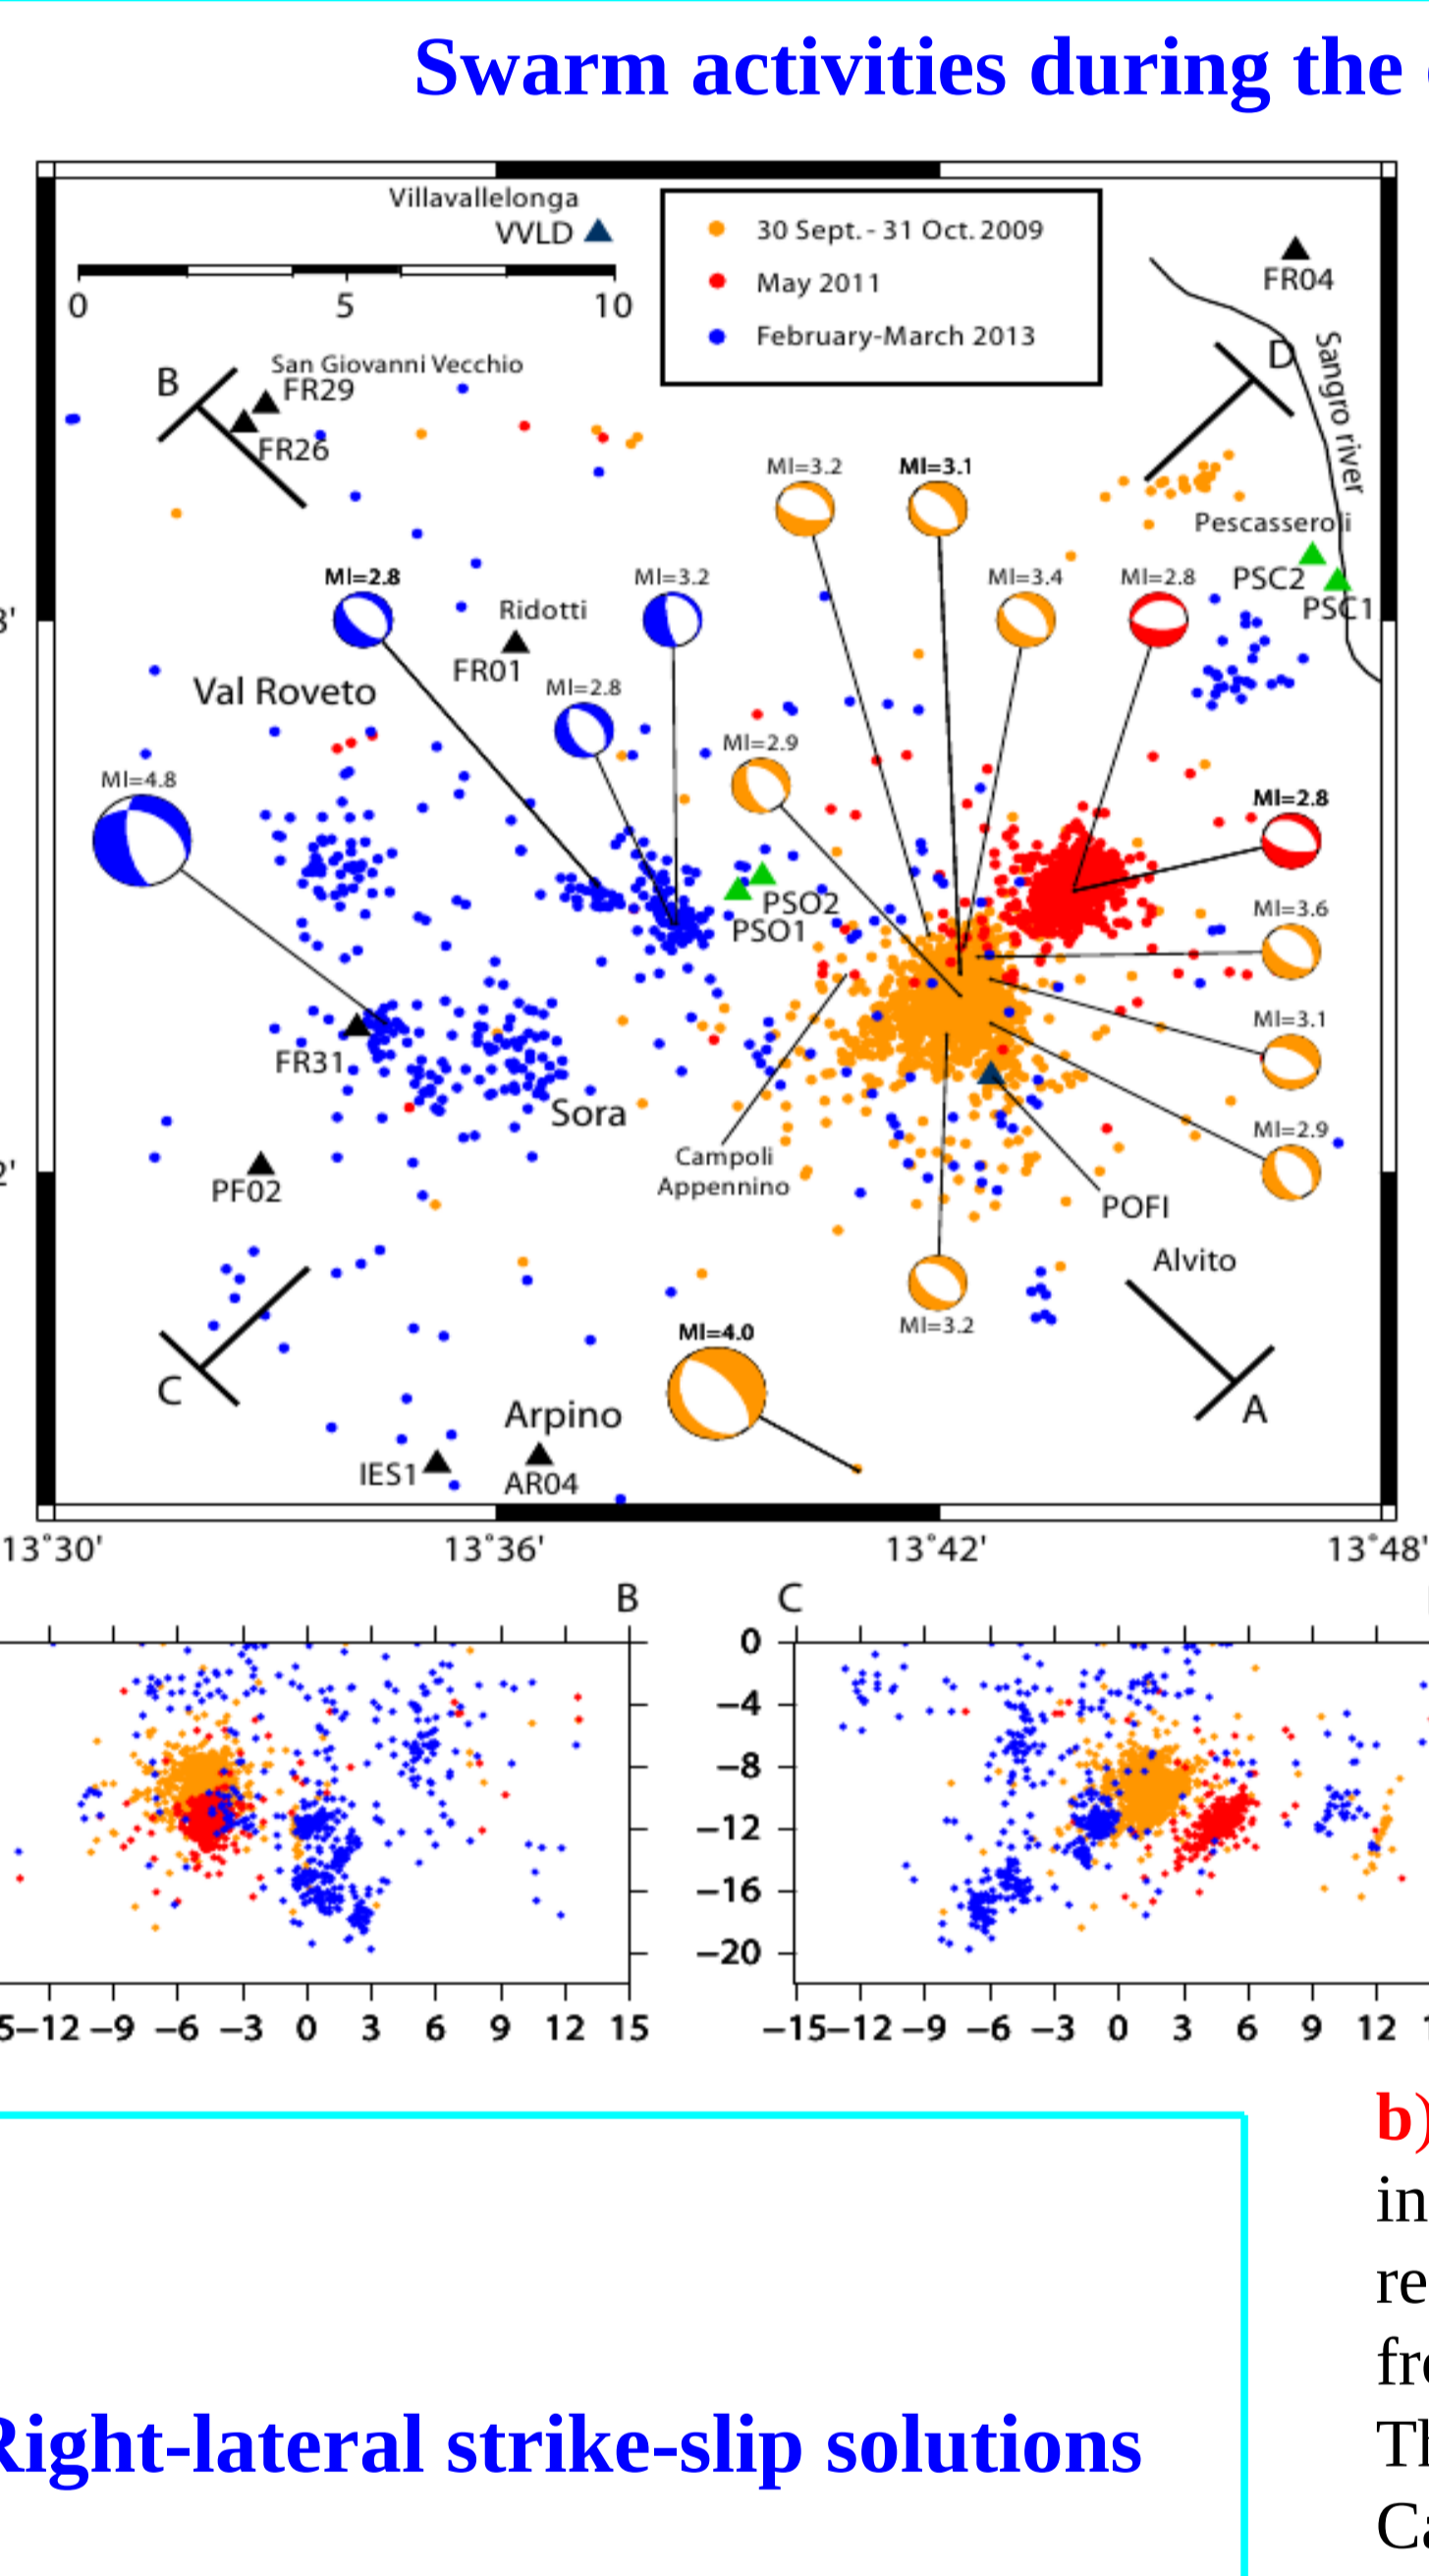 Swarm activities during the
Villavallelonga
VVLD
0 5 10
30 Sept. - 31 Oct. 2009
May 2011
February-March 2013
FR04
Sangro river
B
San Giovanni Vecchio
FR29
FR26
D
Ml=3.2 Ml=3.1
Pescasseroli
PSC2
PSC1
Ml=2.8 Ml=3.2 Ml=3.4 Ml=2.8
Ridotti
FR01
Val Roveto
Ml=2.8
Ml=2.9
Ml=4.8
Ml=2.8
PSO2
PSO1
Ml=3.6
Ml=3.1
FR31
Sora
Ml=2.9
Campoli
Appennino
PF02
POFI
Alvito
Ml=3.2
Ml=4.0
C
A
Arpino
IES1
AR04
13°30' 13°36' 13°42' 13°48'
B C
0
−4
−8
−12
−16
−20
−12 −9 −6 −3 0 3 6 9 12 15
−15 −12 −9 −6 −3 0 3 6 9 12
b)
in
Right-lateral strike-slip solutions